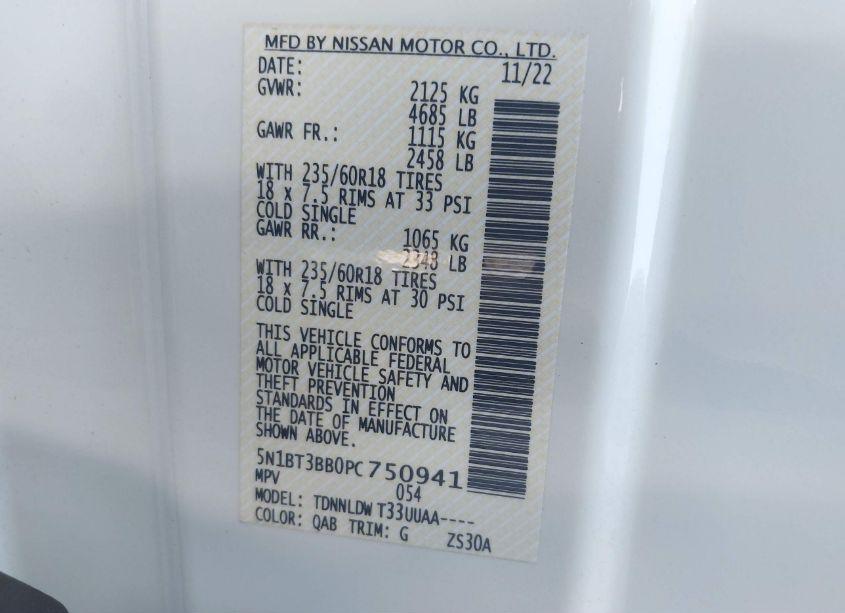 MFD BY NISSAN MOTOR CO., LTD.
DATE: 11/22
GVWR: 2125 KG
4685 LB
GAWR FR.: 1115 KG
2458 LB
WITH 235/60R18 TIRES
18 x 7.5 RIMS AT 33 PSI
COLD SINGLE
GAWR RR.: 1065 KG
2348 LB
WITH 235/60R18 TIRES
18 x 7.5 RIMS AT 30 PSI
COLD SINGLE
THIS VEHICLE CONFORMS TO
ALL APPLICABLE FEDERAL
MOTOR VEHICLE SAFETY AND
THEFT PREVENTION
STANDARDS IN EFFECT ON
THE DATE OF MANUFACTURE
SHOWN ABOVE.
5N1BT3BB0PC750941
MPV 054
MODEL: TDNNLDW T33UUAA----
COLOR: QAB TRIM: G ZS30A